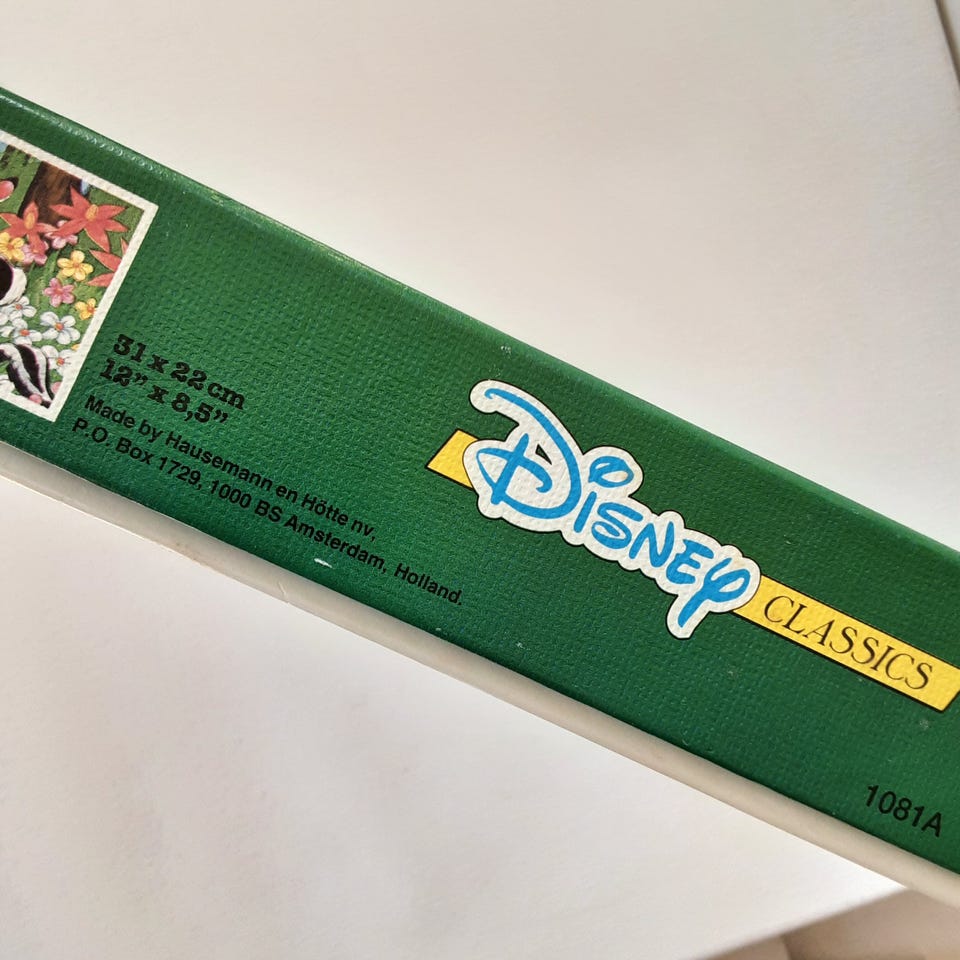 31 x 22 cm
12” x 8,5”
Made by Hausemann en Hötte nv,
P.O. Box 1729, 1000 BS Amsterdam, Holland.
DISNEY
CLASSICS
1081A